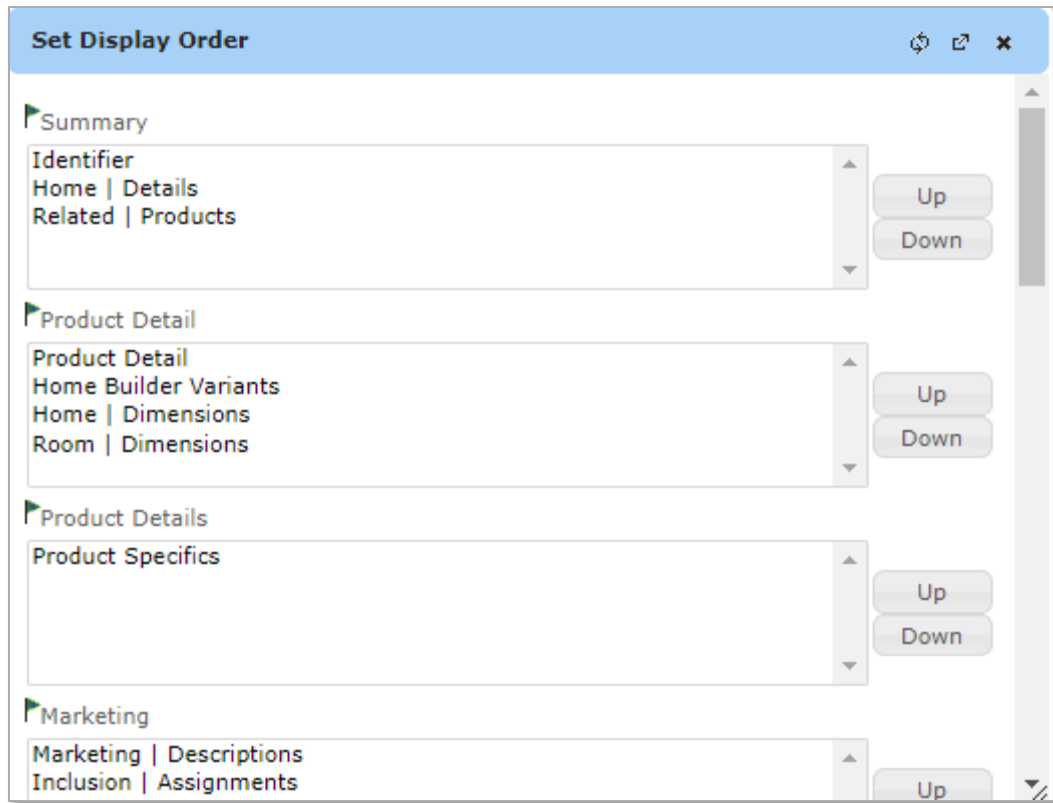 Set Display Order
Summary
Identifier
Home | Details
Related | Products
Up
Down
Product Detail
Product Detail
Home Builder Variants
Home | Dimensions
Room | Dimensions
Up
Down
Product Details
Product Specifics
Up
Down
Marketing
Marketing | Descriptions
Inclusion | Assignments
Up